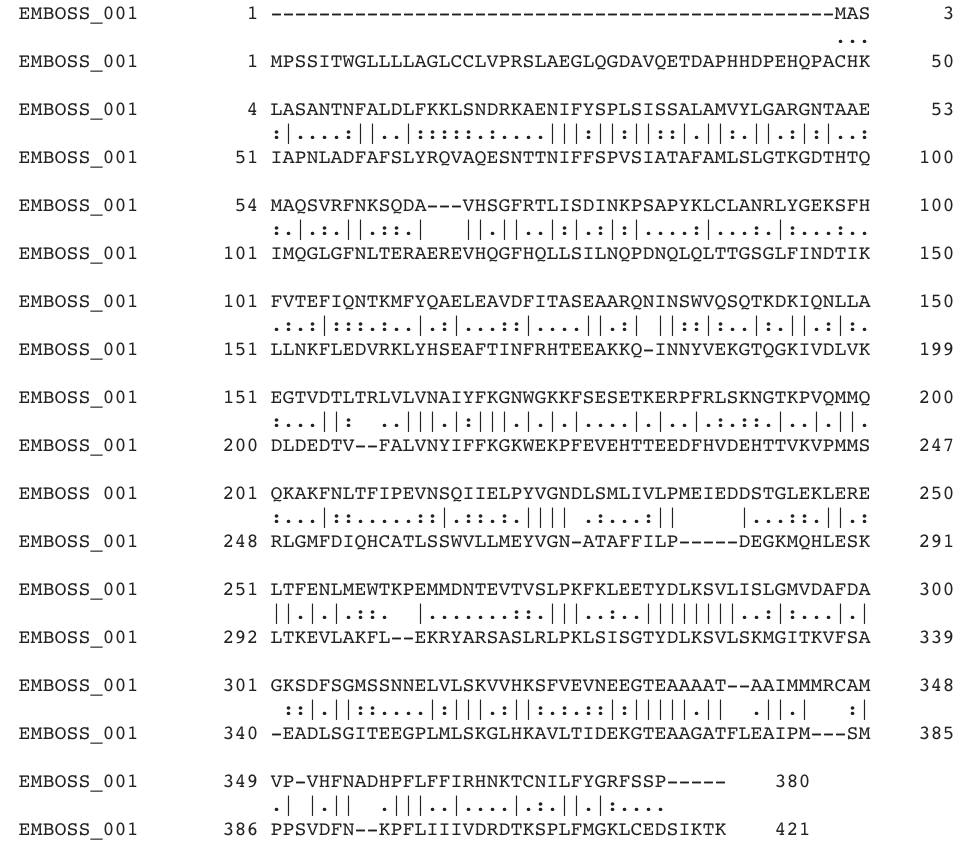 EMBOSS_001 1 -----------------------------------------------MAS 3
...
EMBOSS_001 1 MPSSITWGLLLLAGLCCLVPRSLAEGLQGDAVQETDAPHHDPEHQPACHK 50
EMBOSS_001 4 LASANTNFALDLFKKLSNDRKAENIFYSPLSISSALAMVYLGARGNTAAE 53
:|....:||..|:::::.:....|||:||:||::|.||:.||.:|:|..:
EMBOSS_001 51 IAPNLADFAFSLYRQVAQESNTTNIFFSPVSIATAFAMLSLGTKGDTHTQ 100
EMBOSS_001 54 MAQSVRFNKSQDA---VHSGFRTLISDINKPSAPYKLCLANRLYGEKSFH 100
:.|:.||.::.|   ||.||..|:|.:|:|....|....|.|:....:..
EMBOSS_001 101 IMQGLGFNLTERAEREVHQGFHQLLSILNQPDNQLQLTTGSGLFINDTIK 150
EMBOSS_001 101 FVTEFIQNTKMFYQAELEAVDFITASEAARQNINSWVQSQTKDKIQNLLA 150
.:.:|:::.:..|.:|...::|....||.:| ||::|:..|:.||.:|:.
EMBOSS_001 151 LLNKFLEDVRKLYHSEAFTINFRHTEEAKKQ-INNYVEKGTQGKIVDLVK 199
EMBOSS_001 151 EGTVDTLTRLVLVNAIYFKGNWGKKFSESETKERPFRLSKNGTKPVQMMQ 200
:...||:  ..|||.|:|||.|.|.|....|.|..|.:.::.|.|.|||.
EMBOSS_001 200 DLDEDTV--FALVNYIFFKGKWEKPFEVEHTTEEDFHVDEHTTVKVPMMS 247
EMBOSS 001 201 QKAKFNLTFIPEVNSQIIELPYVGNDLSMLIVLPMEIEDDSTGLEKLERE 250
:...|::.....::|.::.:.|||| .:...:||     |...::.||.:
EMBOSS_001 248 RLGMFDIQHCATLSSWVLLMEYVGN-ATAFFILP-----DEGKMQHLESK 291
EMBOSS_001 251 LTFENLMEWTKPEMMDNTEVTVSLPKFKLEETYDLKSVLISLGMVDAFDA 300
||.|.|.::.  |.......::.|||.|:..||||||||..:|:..|.|
EMBOSS_001 292 LTKEVLAKFL--EKRYARSASLRLPKLSISGTYDLKSVLSKMGITKVFSA 339
EMBOSS_001 301 GKSDFSGMSSNNELVLSKVVHKSFVEVNEEGTEAAAAT--AAIMMMRCAM 348
::|.||::....|:|||.:|:.:.|.::.:|||||.||  .||.|   :|
EMBOSS_001 340 -EADLSGITEEGPLMLSKGLHKAVLTIDEKGTEAAGATFLEAIPM---SM 385
EMBOSS_001 349 VP-VHFNADHPFLFFIRHNKTCNILFYGRFSSP----- 380
.| |.||  .|||..|....|..:|.|:....
EMBOSS_001 386 PPSVDFN--KPFLIIIVDRDTKSPLFMGKLCEDSIKTK 421